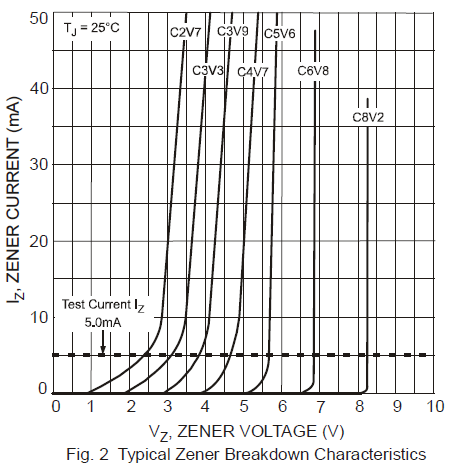 50
T_J = 25°C
C2V7
C3V9
C5V6
C3V3
C4V7
C6V8
C8V2
40
30
20
10
0
I_Z, ZENER CURRENT (mA)
Test Current I_Z
5.0mA
0 1 2 3 4 5 6 7 8 9 10
V_Z, ZENER VOLTAGE (V)
Fig. 2 Typical Zener Breakdown Characteristics